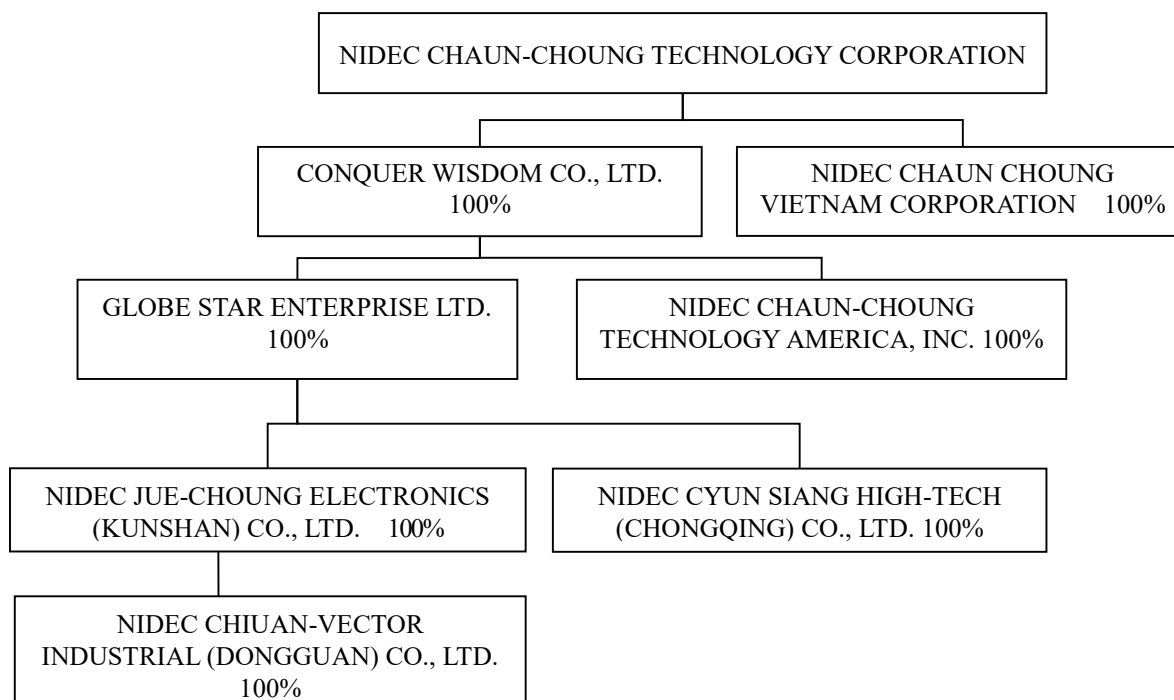 NIDEC CHAUN-CHOUNG TECHNOLOGY CORPORATION
CONQUER WISDOM CO., LTD.
100%
NIDEC CHAUN CHOUNG
VIETNAM CORPORATION 100%
GLOBE STAR ENTERPRISE LTD.
100%
NIDEC CHAUN-CHOUNG
TECHNOLOGY AMERICA, INC. 100%
NIDEC JUE-CHOUNG ELECTRONICS
(KUNSHAN) CO., LTD. 100%
NIDEC CYUN SIANG HIGH-TECH
(CHONGQING) CO., LTD. 100%
NIDEC CHIUAN-VECTOR
INDUSTRIAL (DONGGUAN) CO., LTD.
100%